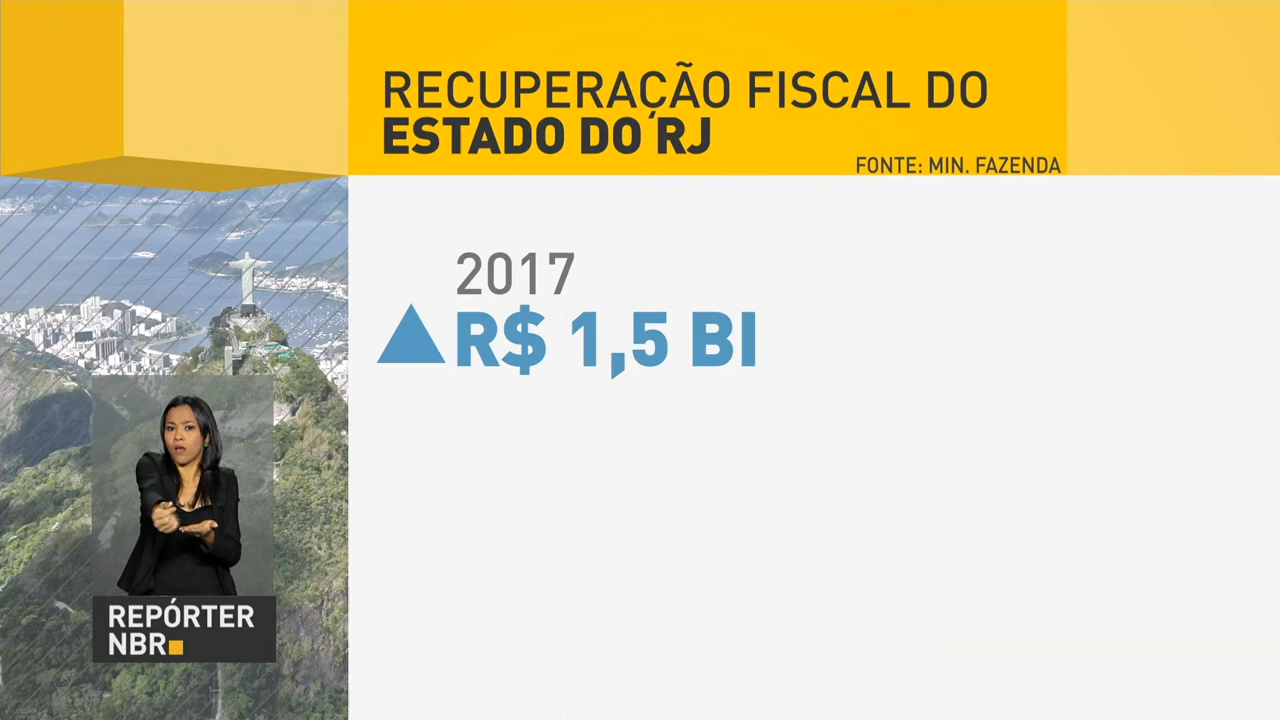 RECUPERAÇÃO FISCAL DO
ESTADO DO RJ
FONTE: MIN. FAZENDA
2017
R$ 1,5 BI
REPÓRTER
NBR